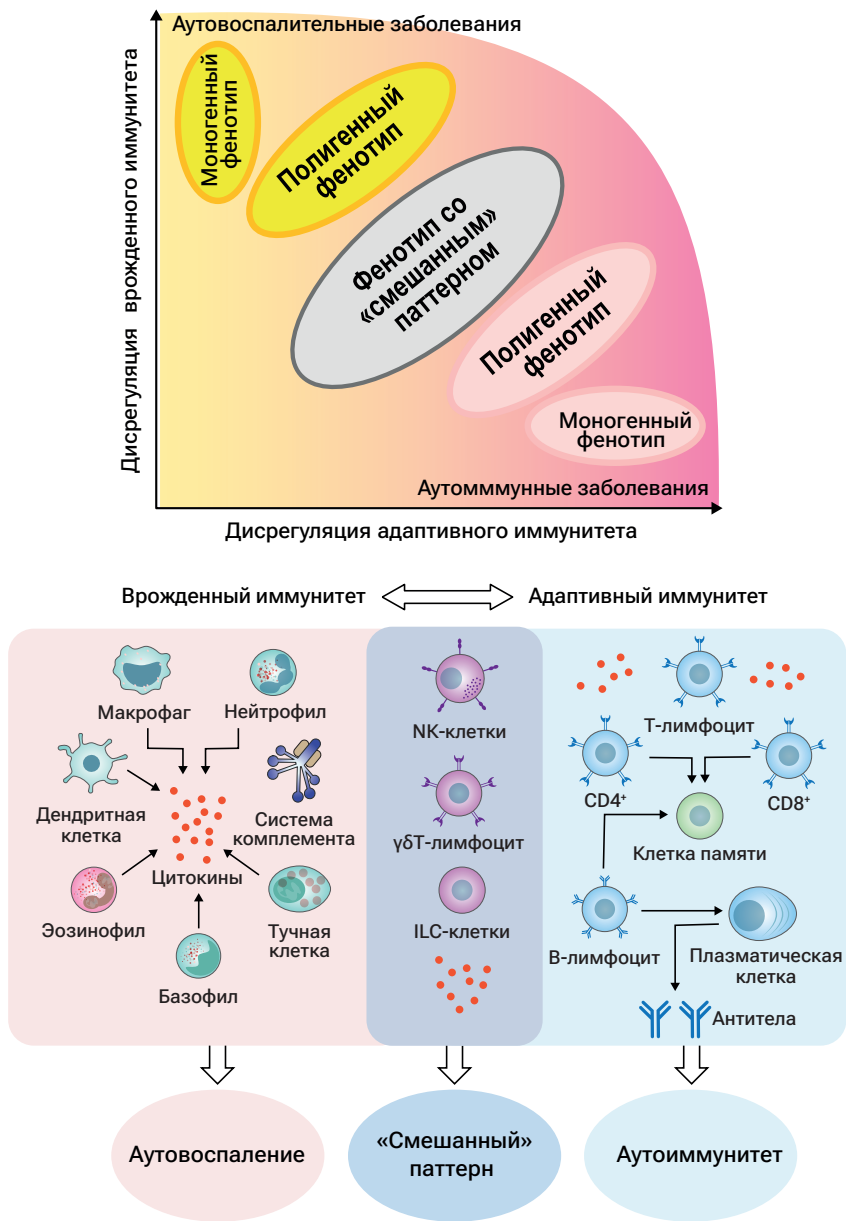 Аутовоспалительные заболевания
Дисрегуляция врожденного иммунитета
Моногенный
фенотип
Полигенный
фенотип
Фенотип со
«смешанным»
паттерном
Полигенный
фенотип
Моногенный
фенотип
Аутомммунные заболевания
Дисрегуляция адаптивного иммунитета
Врожденный иммунитет
Адаптивный иммунитет
Макрофаг
Нейтрофил
Дендритная
клетка
Система
комплемента
Цитокины
Эозинофил
Тучная
клетка
Базофил
NK-клетки
γδT-лимфоцит
ILC-клетки
Т-лимфоцит
CD4⁺
CD8⁺
Клетка памяти
В-лимфоцит
Плазматическая
клетка
Антитела
Аутовоспаление
«Смешанный»
паттерн
Аутоиммунитет